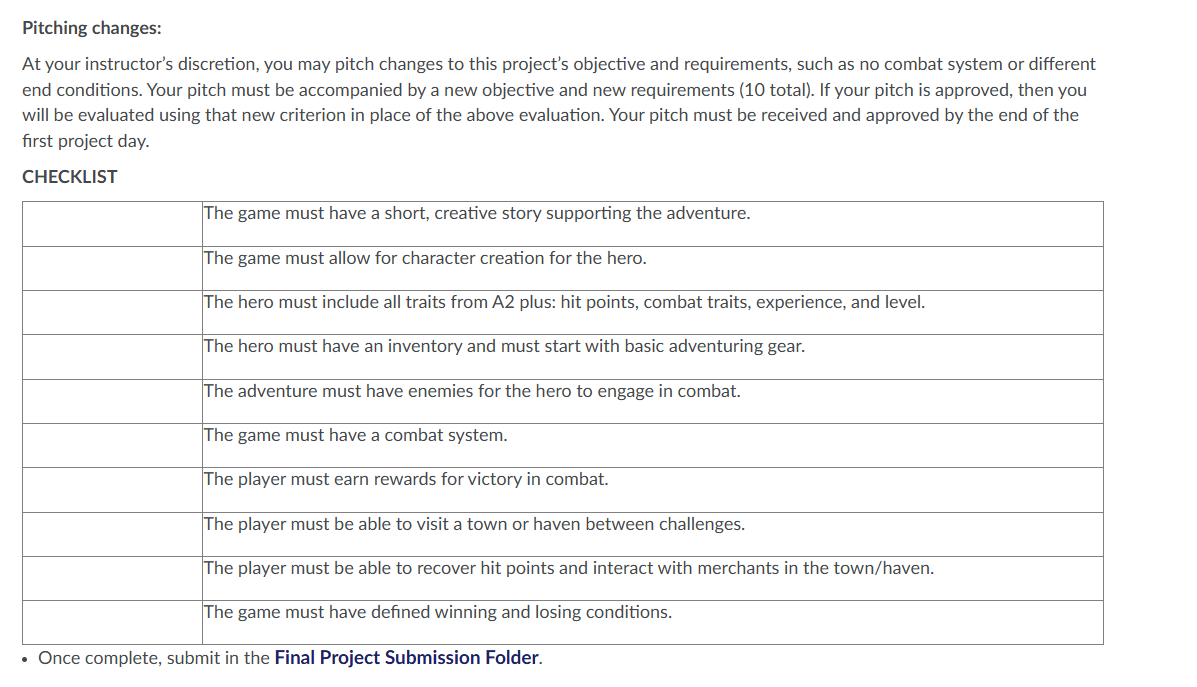 Pitching changes:
At your instructor’s discretion, you may pitch changes to this project’s objective and requirements, such as no combat system or different
end conditions. Your pitch must be accompanied by a new objective and new requirements (10 total). If your pitch is approved, then you
will be evaluated using that new criterion in place of the above evaluation. Your pitch must be received and approved by the end of the
first project day.
CHECKLIST
The game must have a short, creative story supporting the adventure.
The game must allow for character creation for the hero.
The hero must include all traits from A2 plus: hit points, combat traits, experience, and level.
The hero must have an inventory and must start with basic adventuring gear.
The adventure must have enemies for the hero to engage in combat.
The game must have a combat system.
The player must earn rewards for victory in combat.
The player must be able to visit a town or haven between challenges.
The player must be able to recover hit points and interact with merchants in the town/haven.
The game must have defined winning and losing conditions.
• Once complete, submit in the Final Project Submission Folder.